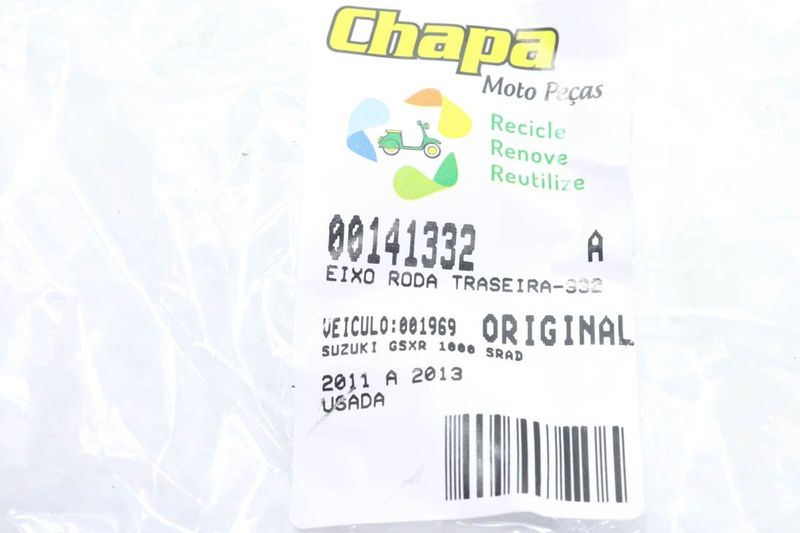 Chapa
Moto Peças
Recicle
Renove
Reutilize
00141332 A
EIXO RODA TRASEIRA-332
VEICULO:001969 ORIGINAL
SUZUKI GSXR 1000 SRAD
2011 A 2013
USADA